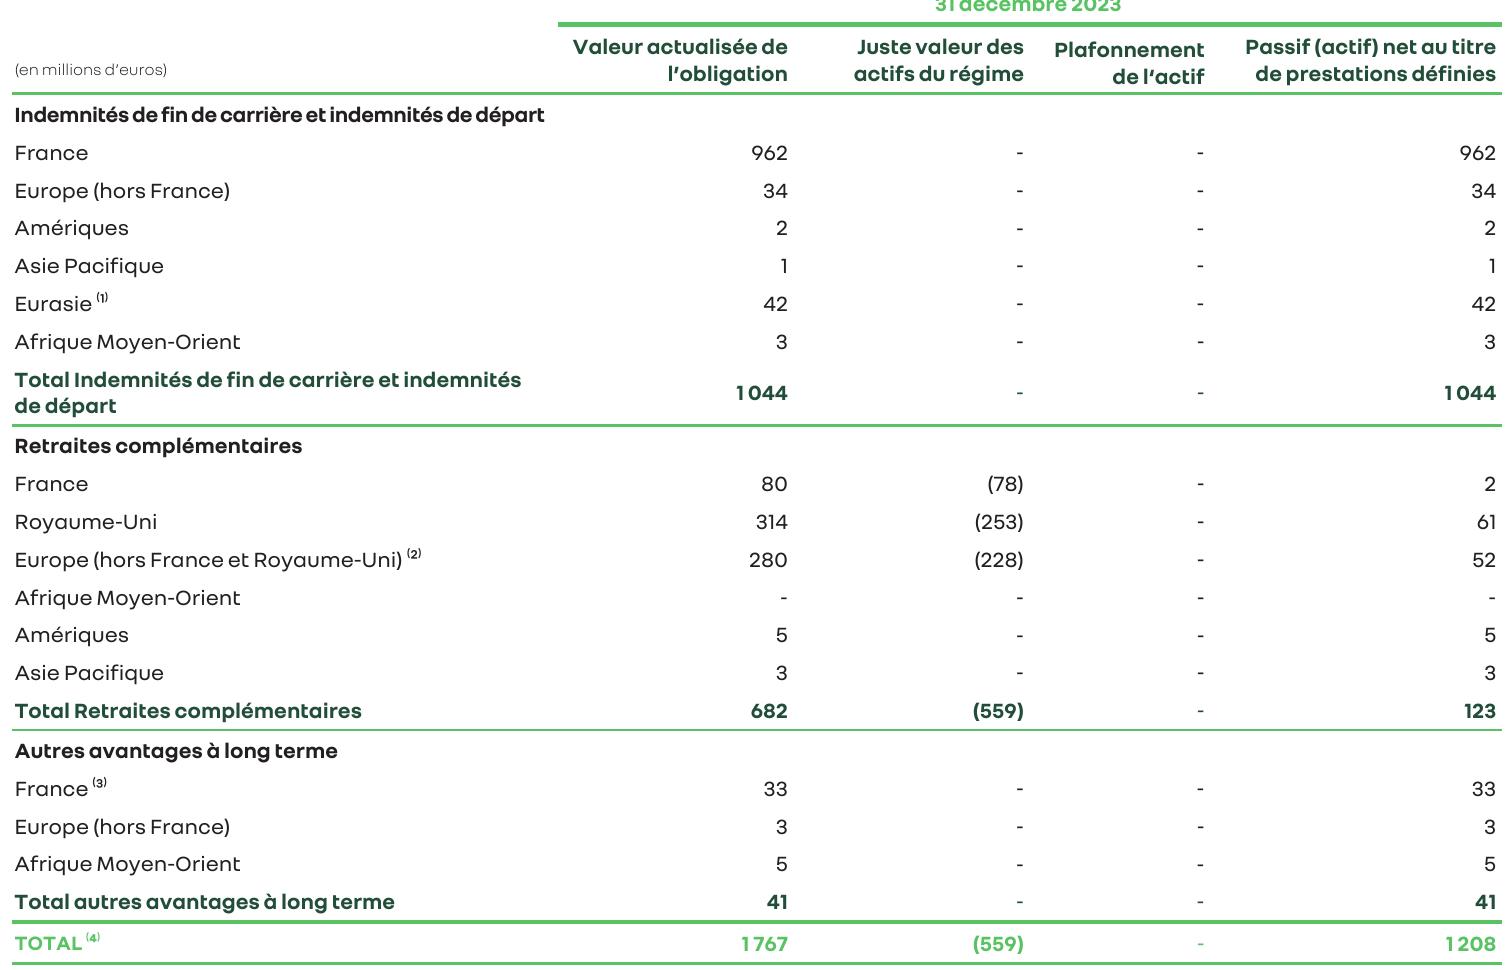 31 décembre 2023
(en millions d'euros) Valeur actualisée de l'obligation Juste valeur des actifs du régime Plafonnement de l'actif Passif (actif) net au titre de prestations définies
Indemnités de fin de carrière et indemnités de départ
France 962 - - 962
Europe (hors France) 34 - - 34
Amériques 2 - - 2
Asie Pacifique 1 - - 1
Eurasie (1) 42 - - 42
Afrique Moyen-Orient 3 - - 3
Total Indemnités de fin de carrière et indemnités
de départ 1 044 - - 1 044
Retraites complémentaires
France 80 (78) - 2
Royaume-Uni 314 (253) - 61
Europe (hors France et Royaume-Uni) (2) 280 (228) - 52
Afrique Moyen-Orient - - - -
Amériques 5 - - 5
Asie Pacifique 3 - - 3
Total Retraites complémentaires 682 (559) - 123
Autres avantages à long terme
France (3) 33 - - 33
Europe (hors France) 3 - - 3
Afrique Moyen-Orient 5 - - 5
Total autres avantages à long terme 41 - - 41
TOTAL (4) 1 767 (559) - 1 208